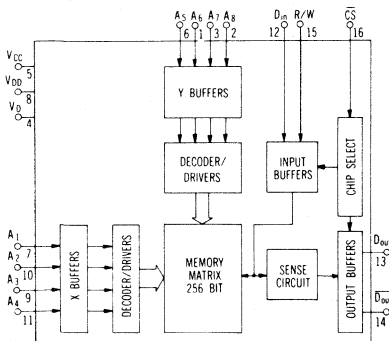 A5 A6 A7 A8 Din R/W C̅S̅
6 1 3 2 12 15 16
VCC
5
VDD
8
VD
4
Y BUFFERS
DECODER/
DRIVERS
INPUT
BUFFERS
CHIP SELECT
A1
7
A2
10
A3
9
A4
11
X BUFFERS
DECODER/DRIVERS
MEMORY
MATRIX
256 BIT
SENSE
CIRCUIT
OUTPUT BUFFERS
Dout
13
D̅o̅u̅t̅
14